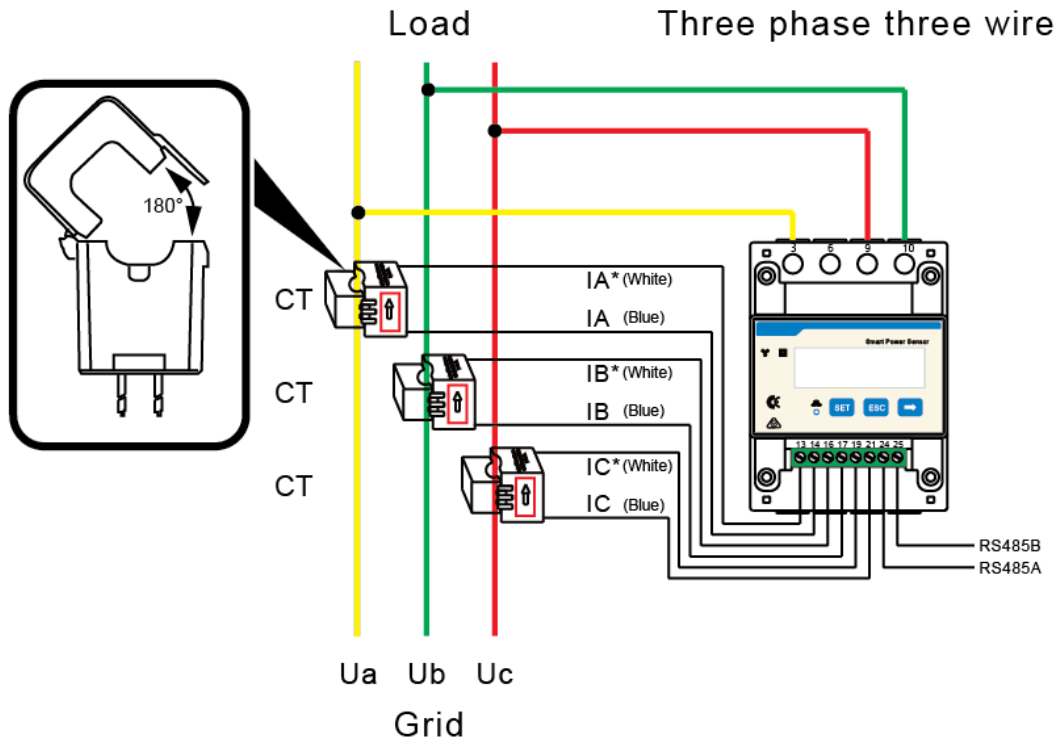 Load
Three phase three wire
180°
3 6 9 10
CT
IA* (White)
IA (Blue)
Smart Power Sensor
SET ESC
CT
IB* (White)
IB (Blue)
13 14 16 17 19 21 24 25
CT
IC* (White)
IC (Blue)
RS485B
RS485A
Ua Ub Uc
Grid